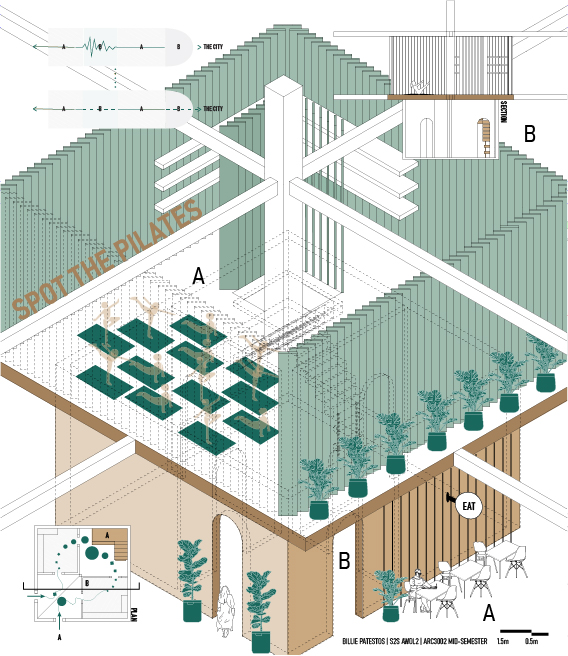 A B A B THE CITY
A B A B THE CITY
SECTION
B
SPOT THE PILATES
A
EAT
A
B
PLAN
A
B
A
BILLIE PATESTOS | S2S AWOL2 | ARC3002 MID-SEMESTER
1.5m 0.5m